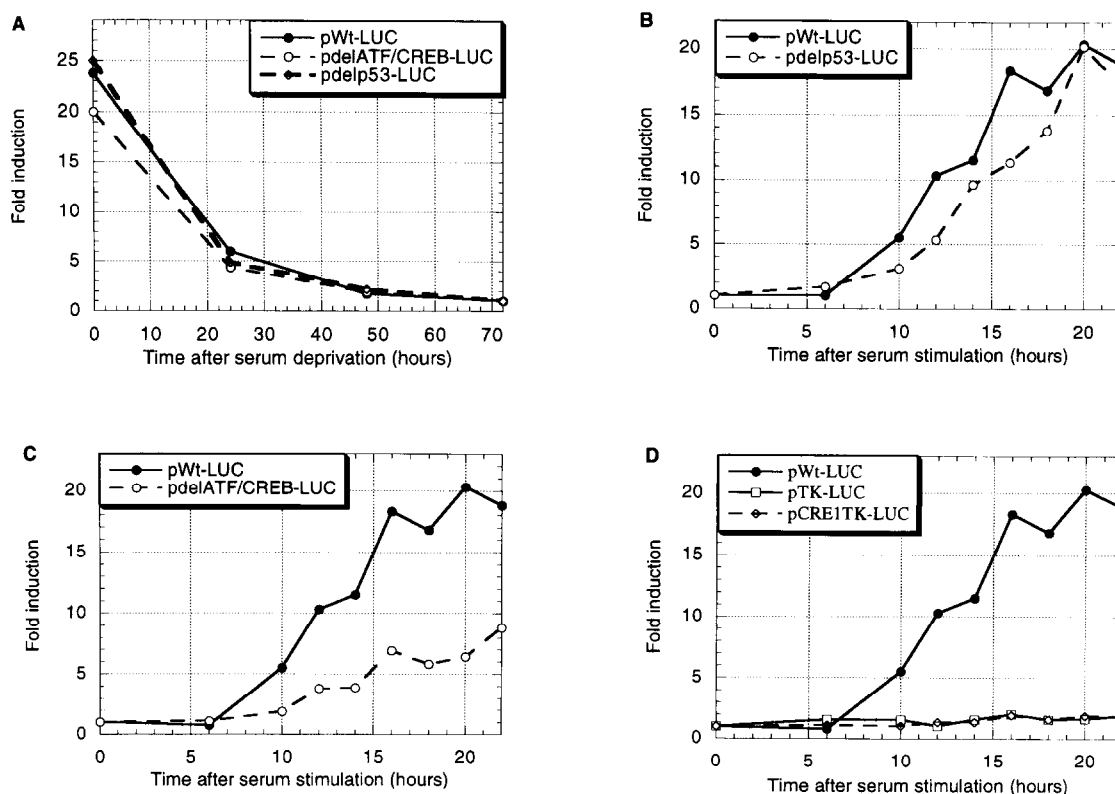 A
pWt-LUC
pdelATF/CREB-LUC
pdelp53-LUC
Fold induction
25
20
15
10
5
0
0 10 20 30 40 50 60 70
Time after serum deprivation (hours)
B
pWt-LUC
pdelp53-LUC
Fold induction
20
15
10
5
0
0 5 10 15 20
Time after serum stimulation (hours)
C
pWt-LUC
pdelATF/CREB-LUC
Fold induction
20
15
10
5
0
0 5 10 15 20
Time after serum stimulation (hours)
D
pWt-LUC
pTK-LUC
pCRE1TK-LUC
Fold induction
20
15
10
5
0
0 5 10 15 20
Time after serum stimulation (hours)